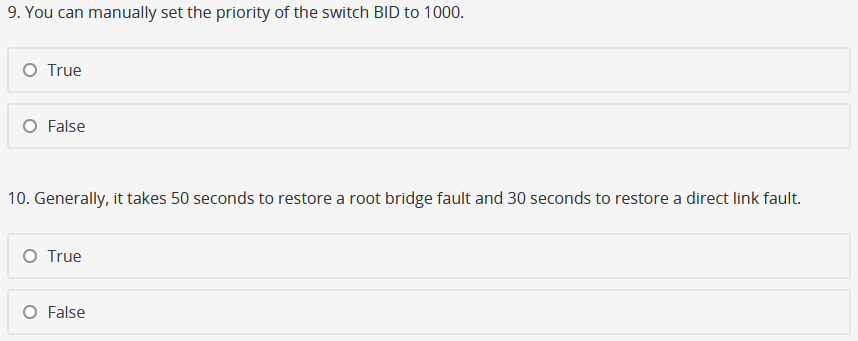 9. You can manually set the priority of the switch BID to 1000.
True
False
10. Generally, it takes 50 seconds to restore a root bridge fault and 30 seconds to restore a direct link fault.
True
False